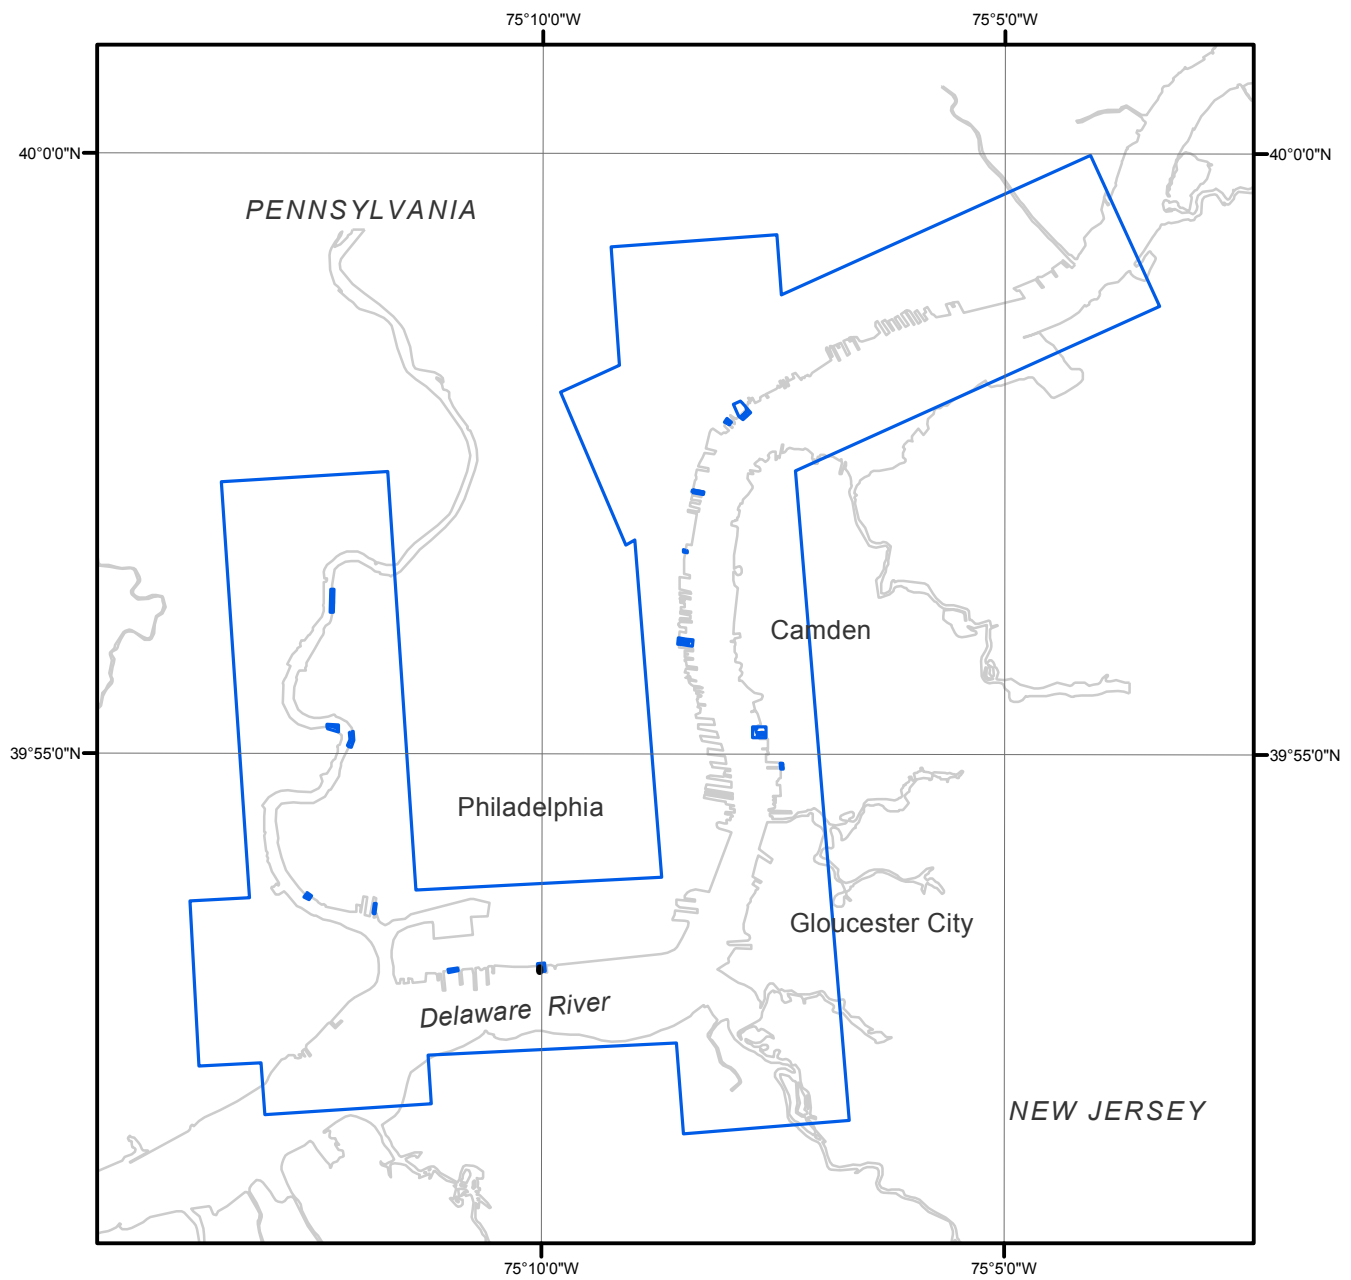 75°10'0"W 75°5'0"W
40°0'0"N 40°0'0"N
PENNSYLVANIA
Camden
39°55'0"N 39°55'0"N
Philadelphia
Gloucester City
Delaware River
NEW JERSEY
75°10'0"W 75°5'0"W